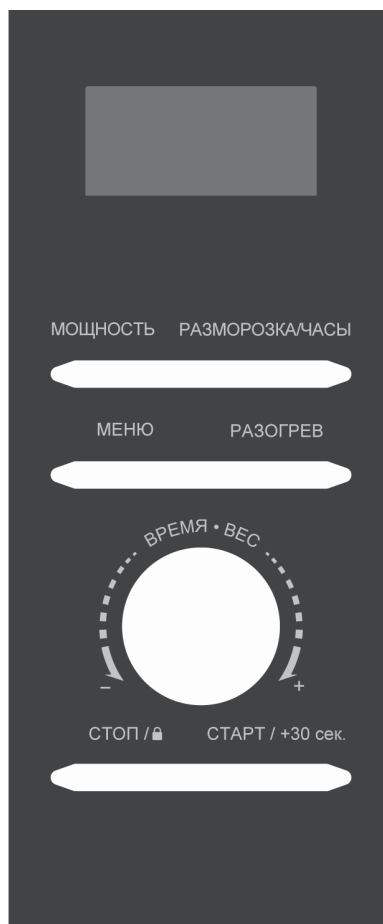 МОЩНОСТЬ РАЗМОРОЗКА/ЧАСЫ
МЕНЮ РАЗОГРЕВ
ВРЕМЯ • ВЕС
– +
СТОП / 🔒 СТАРТ / +30 сек.